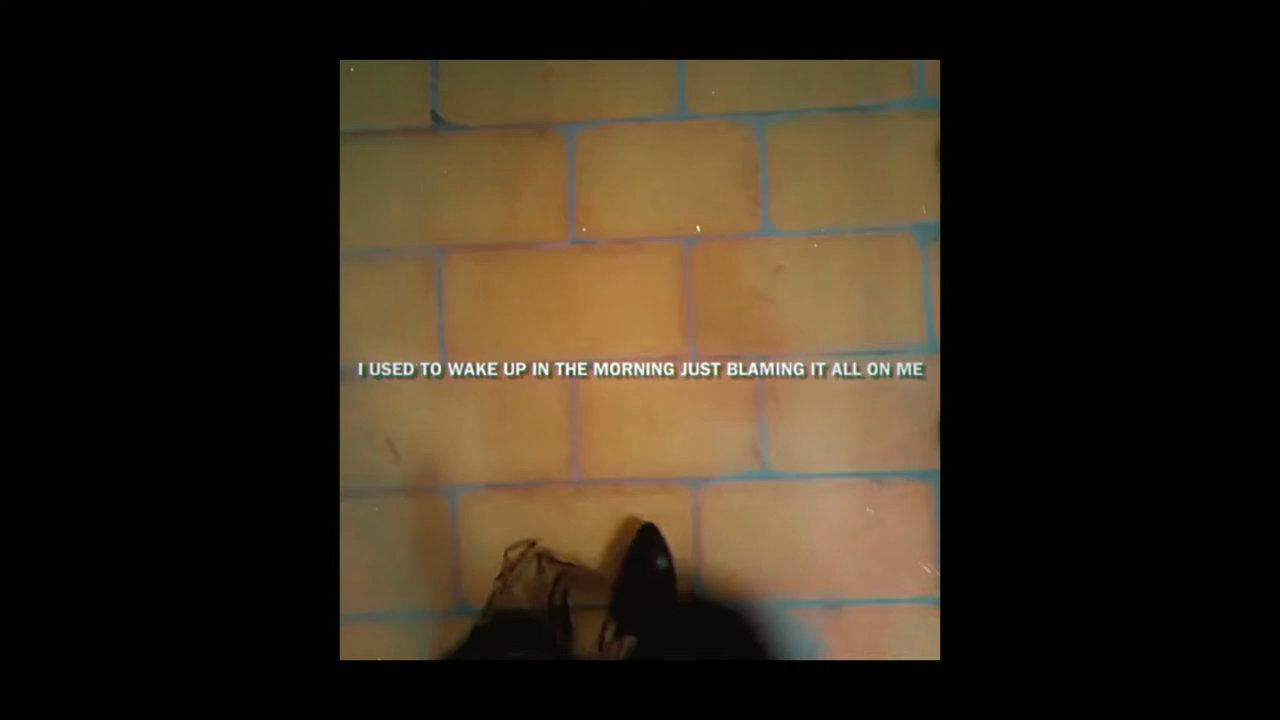 I USED TO WAKE UP IN THE MORNING JUST BLAMING IT ALL ON ME